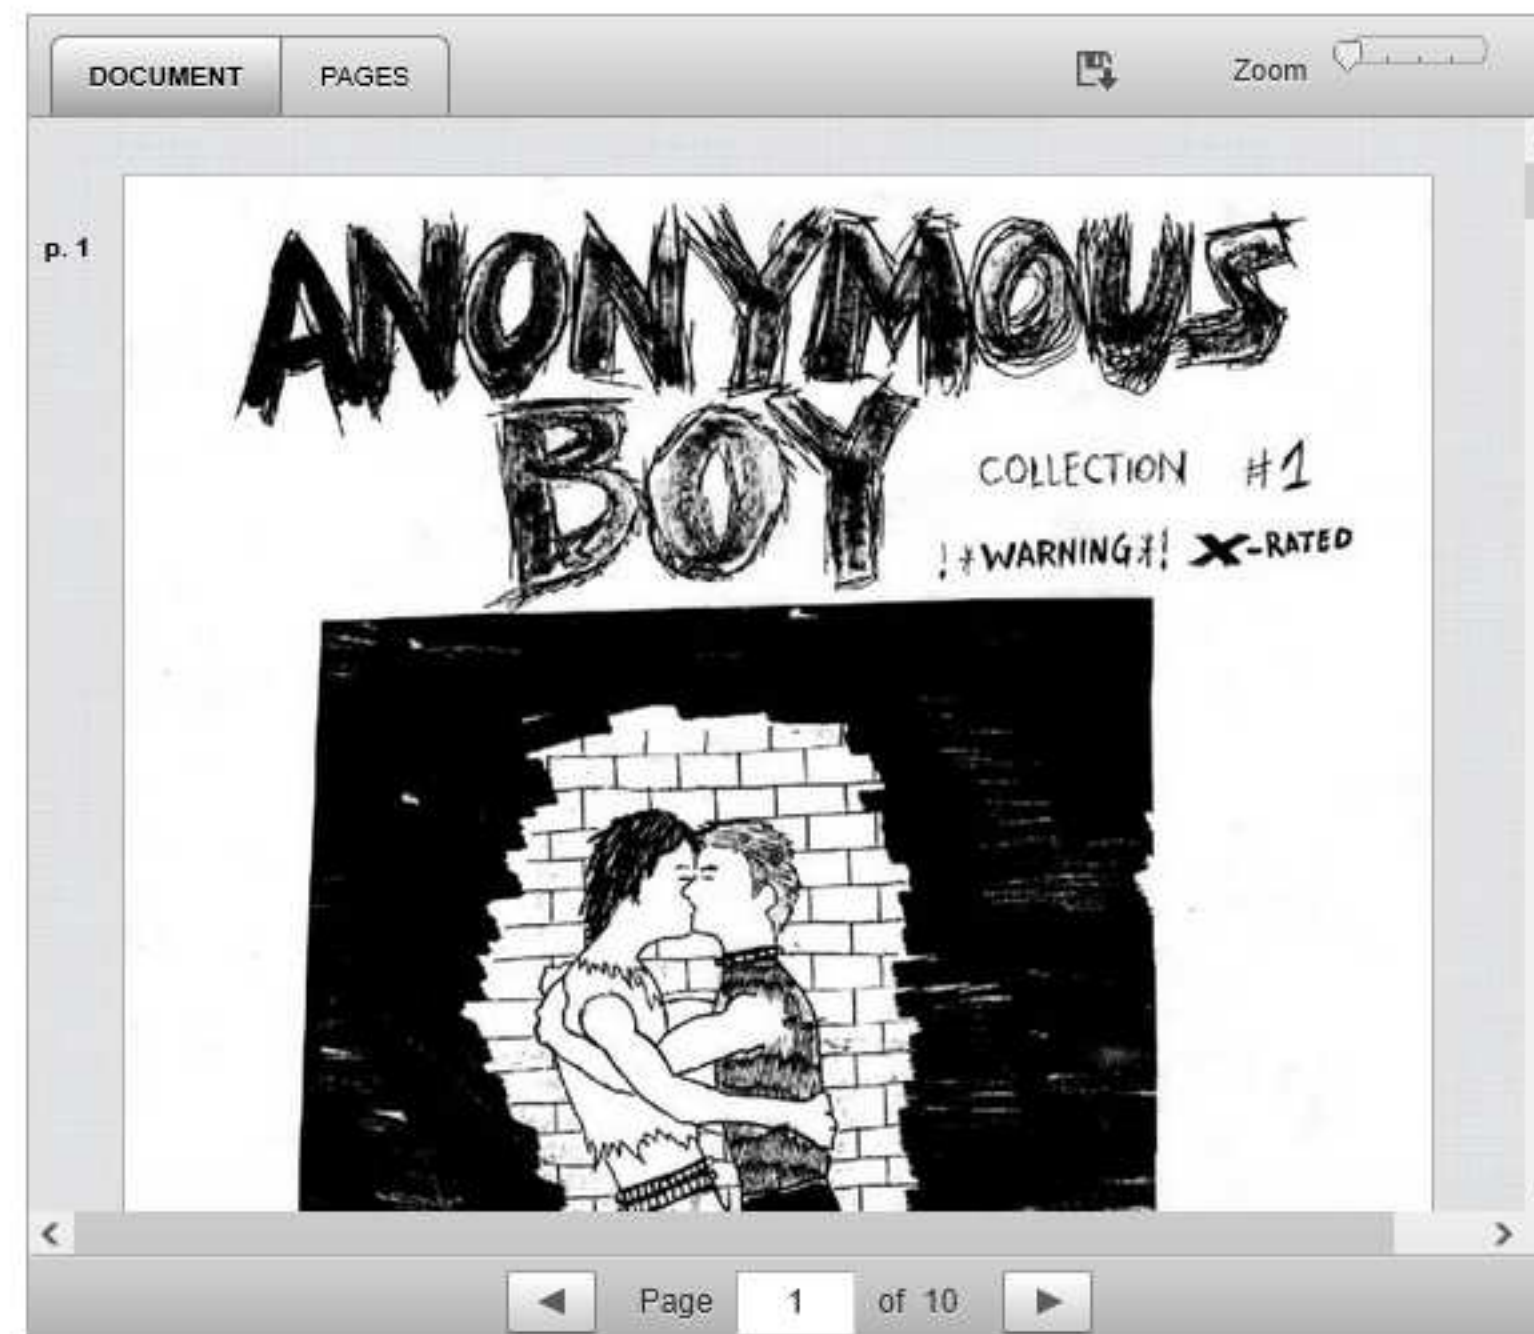 DOCUMENT PAGES Zoom
p. 1
ANONYMOUS
BOY
COLLECTION #1
!*WARNING*! X-RATED
Page 1 of 10